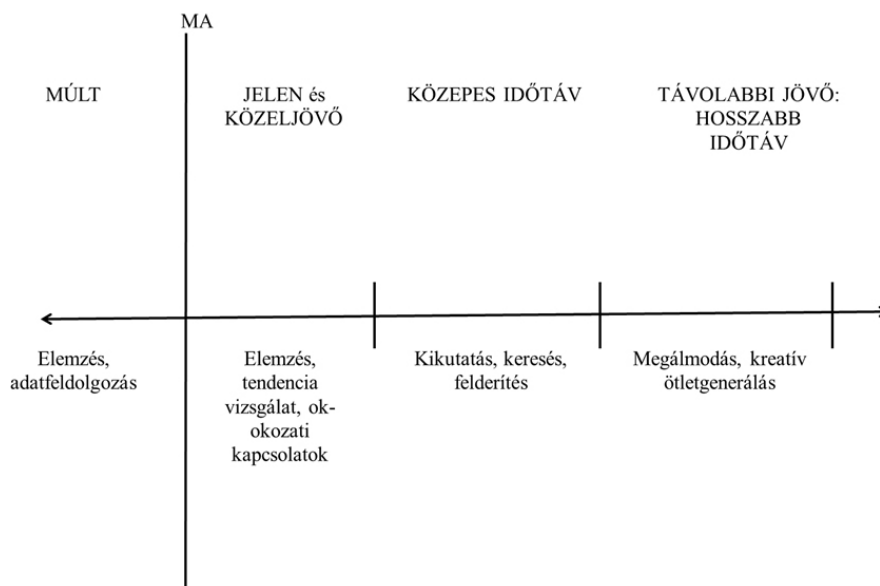 MA
MÚLT
JELEN és
KÖZELJÖVŐ
KÖZEPES IDŐTÁV
TÁVOLABBI JÖVŐ:
HOSSZABB
IDŐTÁV
Elemzés,
adatfeldolgozás
Elemzés,
tendencia
vizsgálat, ok-
okozati
kapcsolatok
Kikutatás, keresés,
felderítés
Megálmodás, kreatív
ötletgenerálás